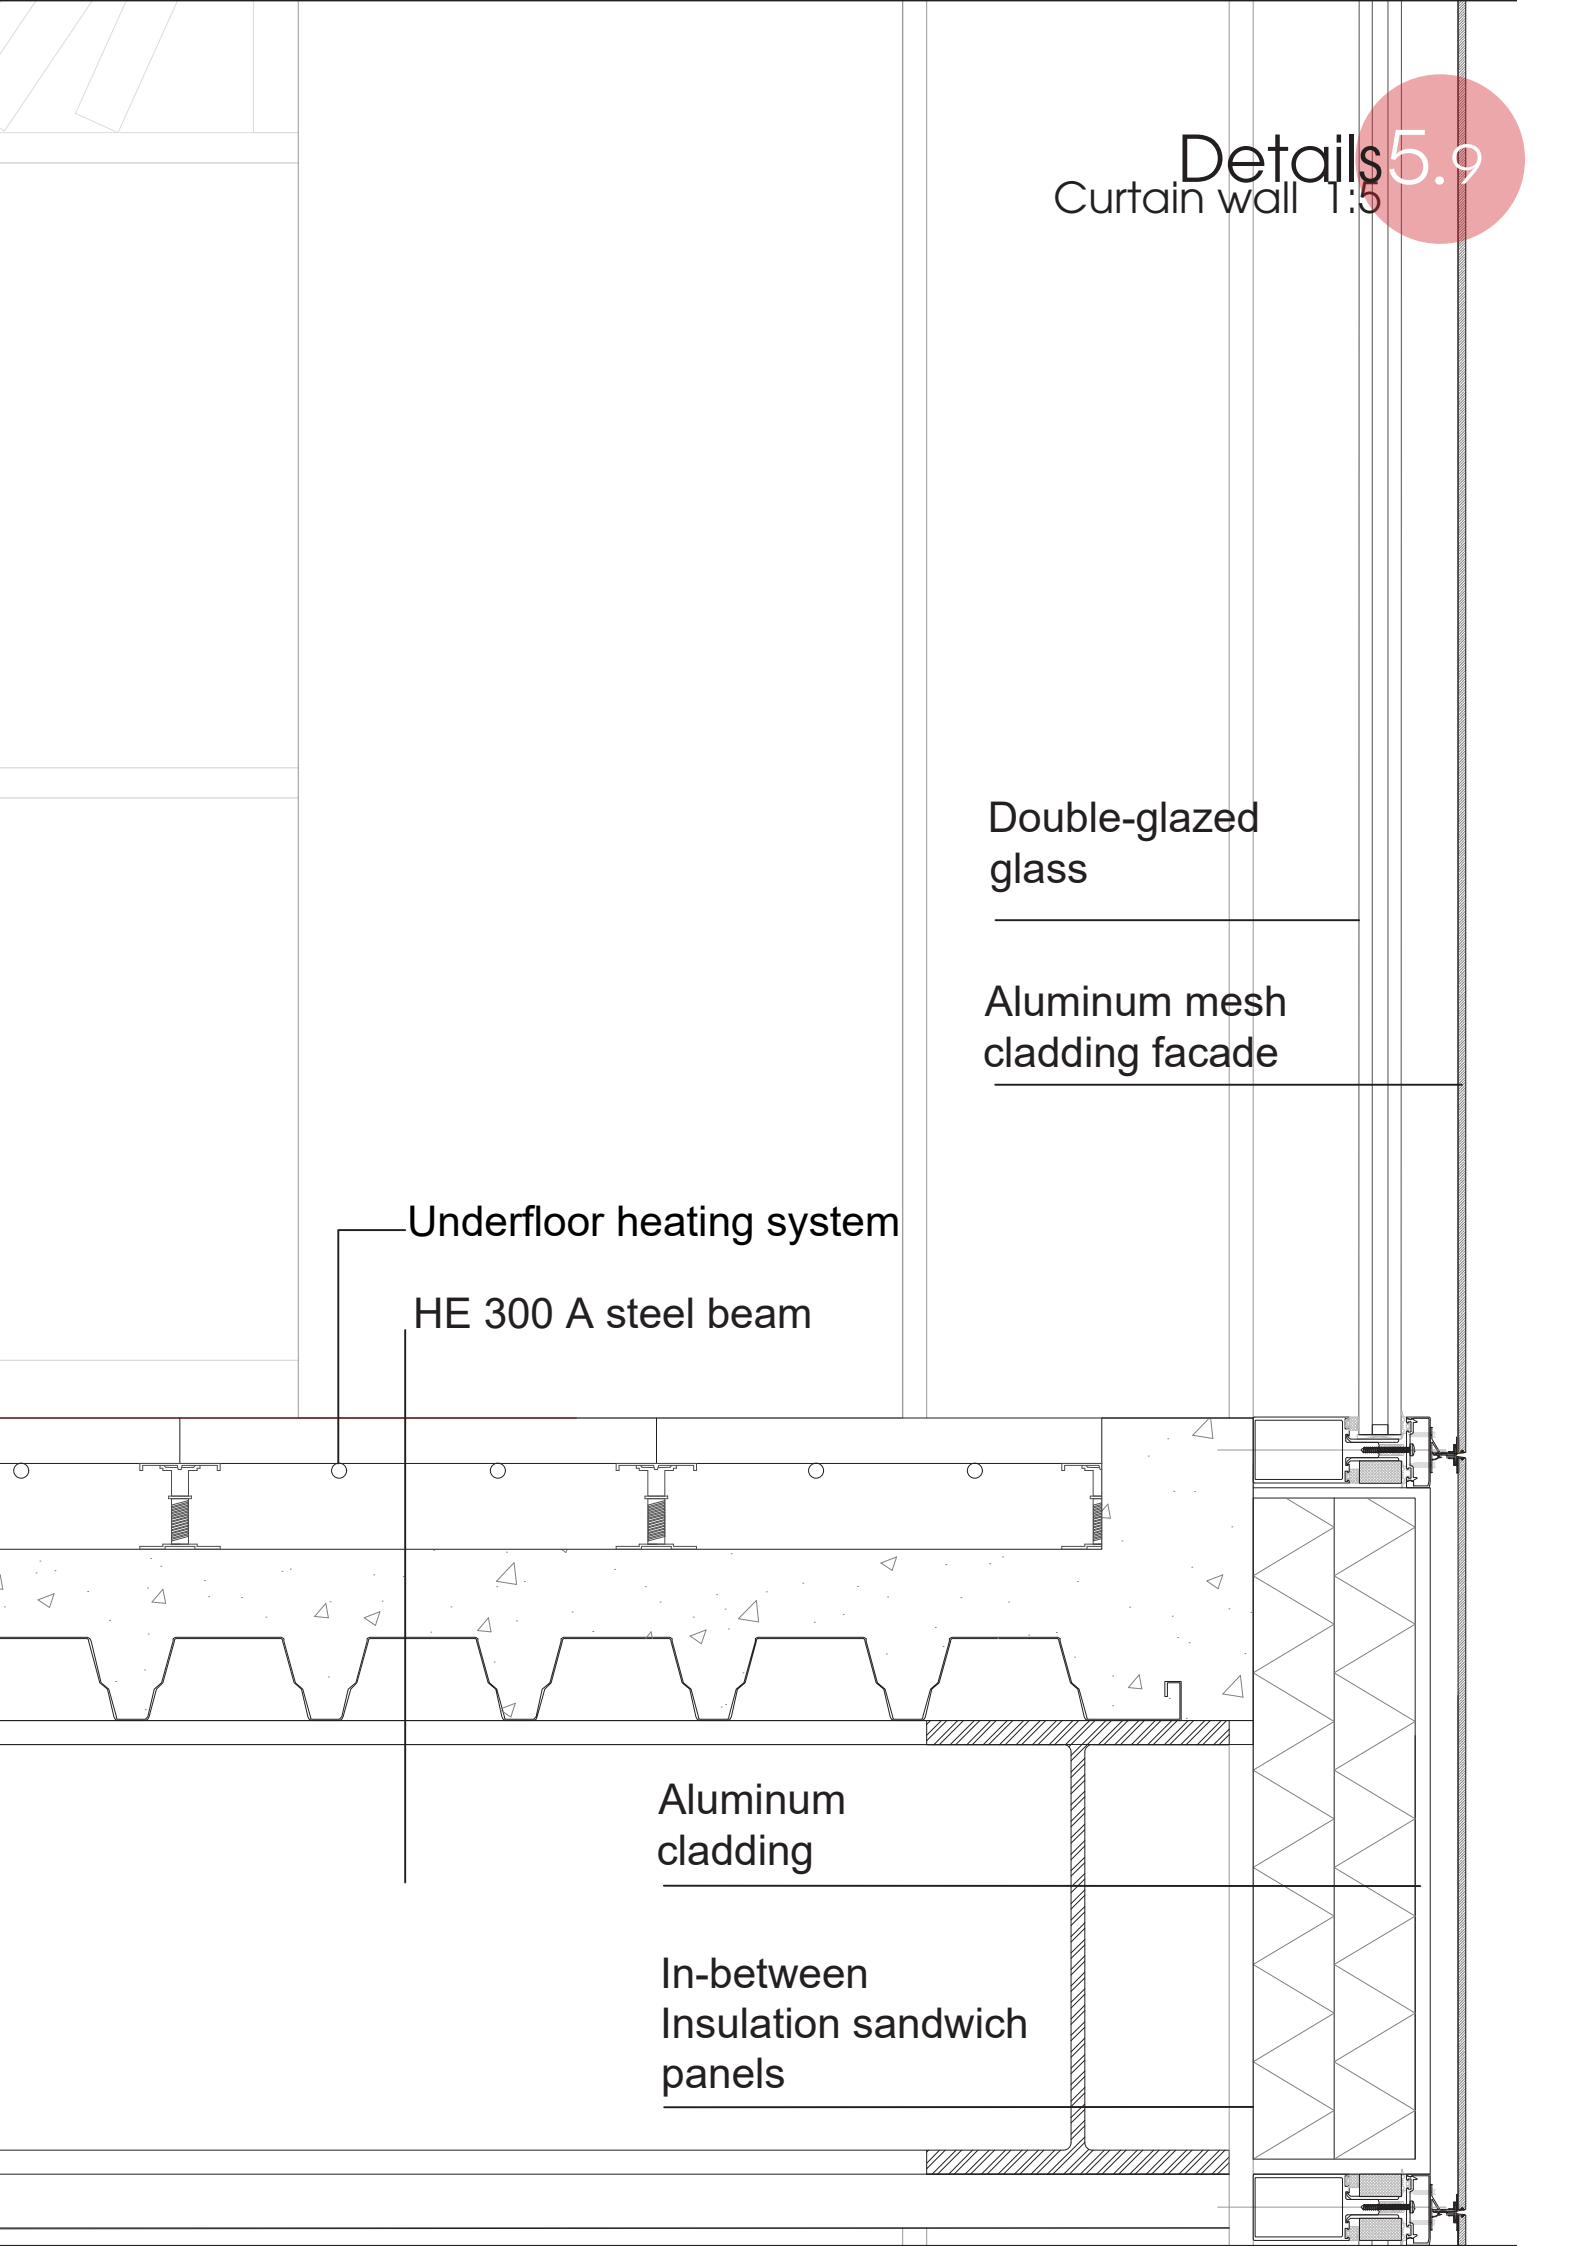 Details 5.9
Curtain wall 1:5
Double-glazed
glass
Aluminum mesh
cladding facade
Underfloor heating system
HE 300 A steel beam
Aluminum
cladding
In-between
Insulation sandwich
panels